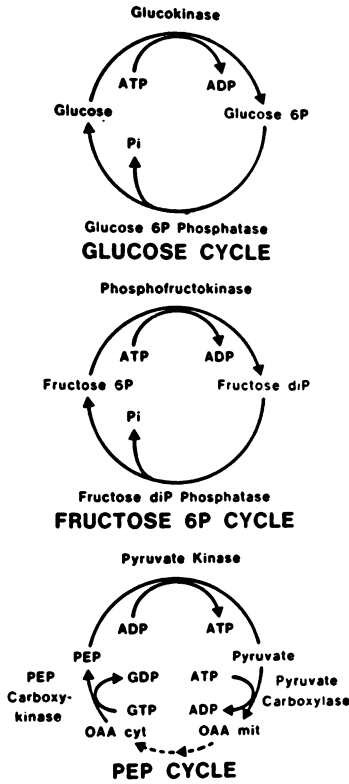 Glucokinase
ATP ADP
Glucose Glucose 6P
Pi
Glucose 6P Phosphatase
GLUCOSE CYCLE
Phosphofructokinase
ATP ADP
Fructose 6P Fructose diP
Pi
Fructose diP Phosphatase
FRUCTOSE 6P CYCLE
Pyruvate Kinase
ADP ATP
PEP Pyruvate
PEP
Carboxy-
kinase
GDP ATP
GTP ADP
Pyruvate
Carboxylase
OAA cyt OAA mit
PEP CYCLE